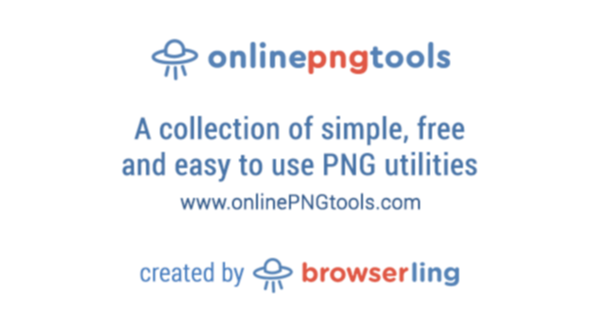 onlinepngtools
A collection of simple, free
and easy to use PNG utilities
www.onlinePNGtools.com
created by browserling